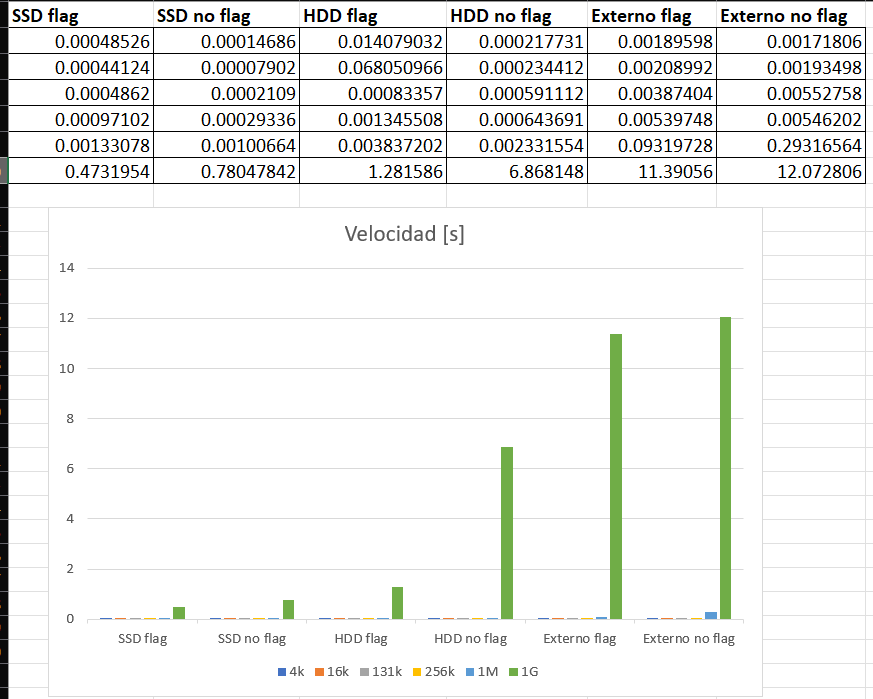 SSD flag SSD no flag HDD flag HDD no flag Externo flag Externo no flag
0.00048526 0.00014686 0.014079032 0.000217731 0.00189598 0.00171806
0.00044124 0.00007902 0.068050966 0.000234412 0.00208992 0.00193498
0.0004862 0.0002109 0.00083357 0.000591112 0.00387404 0.00552758
0.00097102 0.00029336 0.001345508 0.000643691 0.00539748 0.00546202
0.00133078 0.00100664 0.003837202 0.002331554 0.09319728 0.29316564
0.4731954 0.78047842 1.281586 6.868148 11.39056 12.072806
Velocidad [s]
14
12
10
8
6
4
2
0
SSD flag SSD no flag HDD flag HDD no flag Externo flag Externo no flag
4k 16k 131k 256k 1M 1G